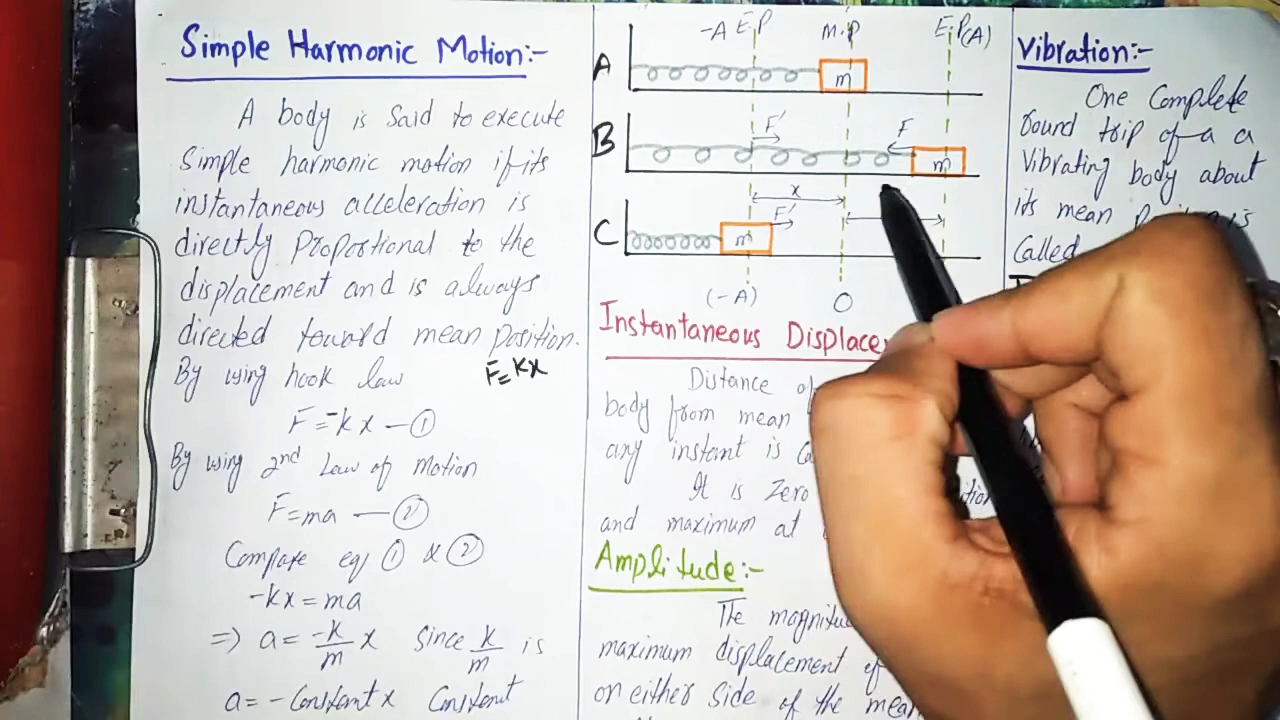 Simple Harmonic Motion:-
A body is said to execute
Simple harmonic motion if its
instantaneous acceleration is
directly Proportional to the
displacement and is always
directed toward mean position.
By using hook law F=Kx
F=-Kx — ①
By using 2nd Law of motion
F=ma — ②
Compare eq ① & ②
-Kx=ma
=) a= -K/m x since K/m is
a= -Constant x Constant
-A E.P M.P E.P(A)
A m
B F' F m
x
C m F'
(-A) O
Instantaneous Displace
Distance of
body from mean
any instant is
It is Zero
and maximum at
Amplitude:-
The magnitu
maximum displacement of
on either side of the mean
Vibration:-
One Complete
round trip of a a
Vibrating body about
its mean is
Called